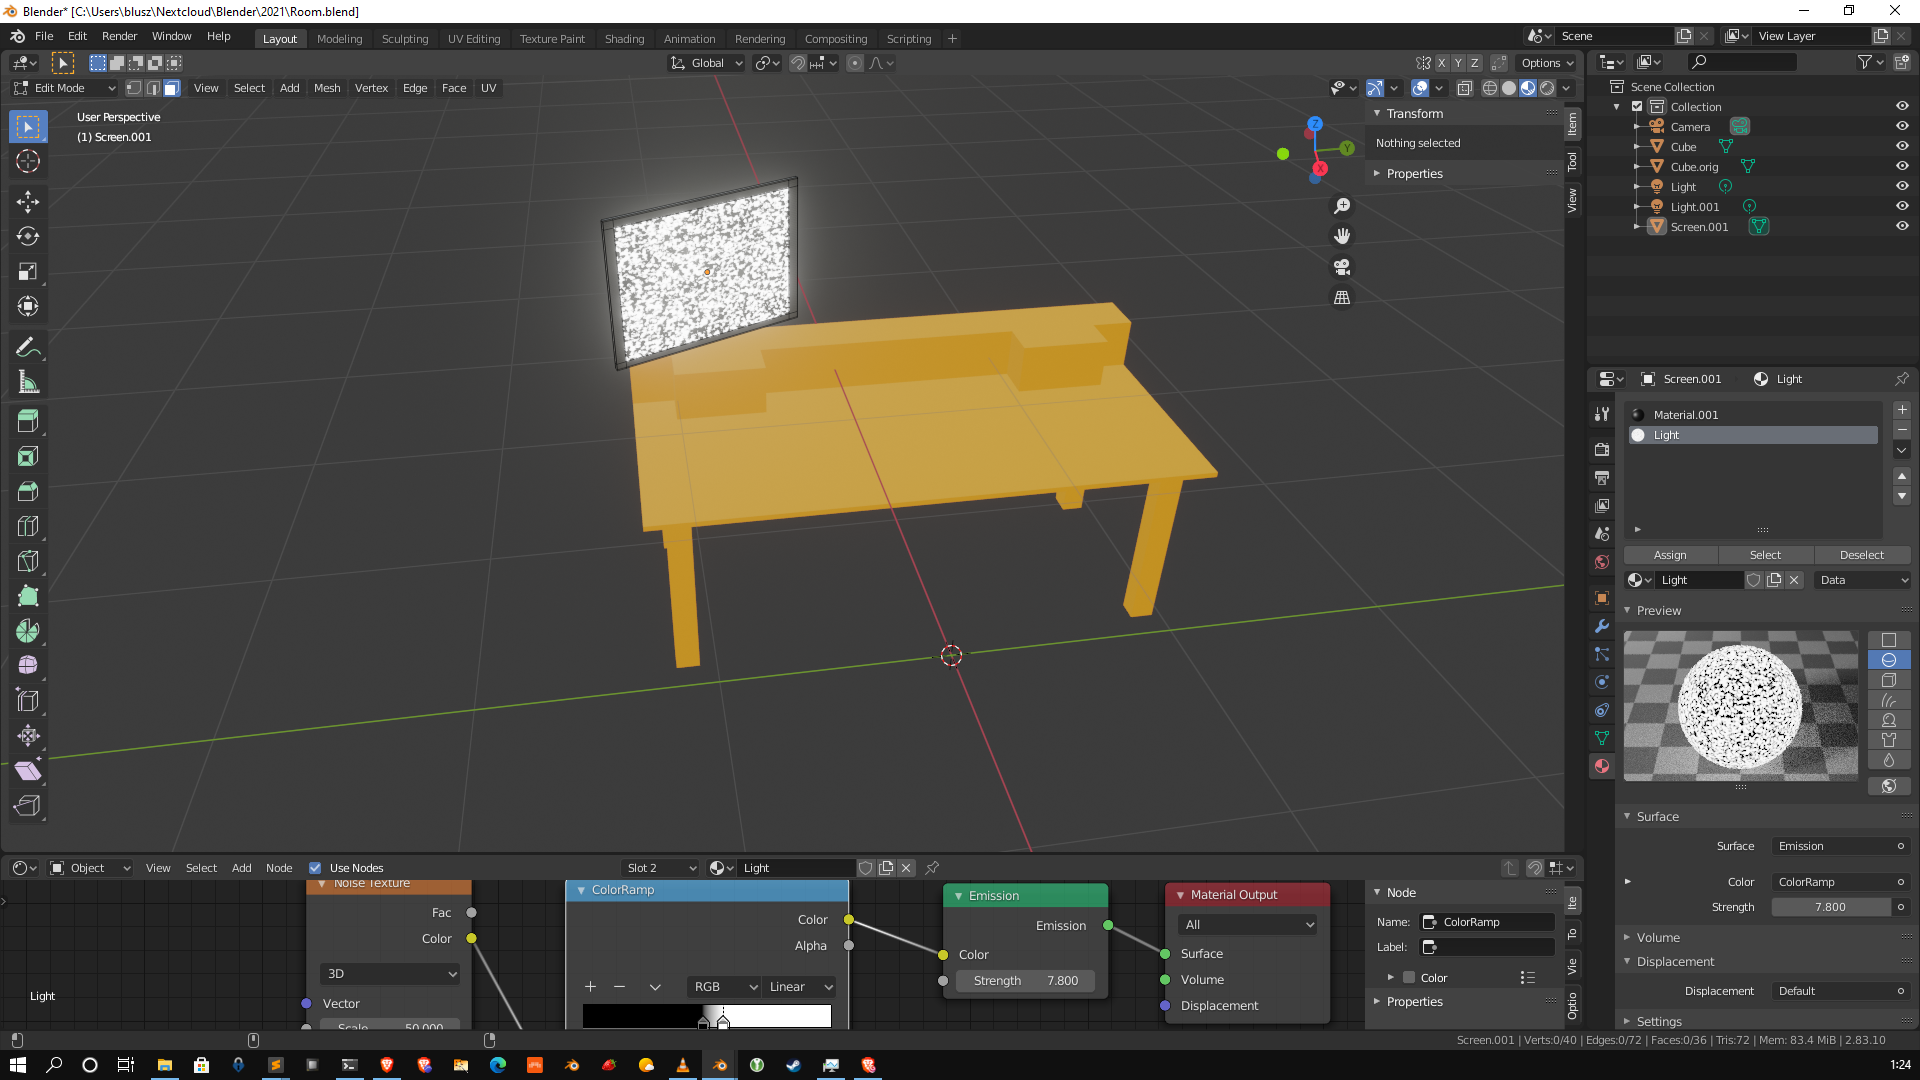 Blender* [C:\Users\blusz\Nextcloud\Blender\2021\Room.blend]
File Edit Render Window Help Layout Modeling Sculpting UV Editing Texture Paint Shading Animation Rendering Compositing Scripting + Scene View Layer
Global X Y Z Options
Edit Mode View Select Add Mesh Vertex Edge Face UV
User Perspective
(1) Screen.001
Z
Y
X
Transform
Nothing selected
Properties
Item
Tool
View
Scene Collection
Collection
Camera
Cube
Cube.orig
Light
Light.001
Screen.001
Screen.001 Light
Material.001
Light
Assign Select Deselect
Light Data
Preview
Surface
Surface Emission
Color ColorRamp
Strength 7.800
Volume
Displacement
Displacement Default
Settings
Object View Select Add Node Use Nodes Slot 2 Light
Noise Texture
Fac
Color
3D
Vector
Scale 50.000
ColorRamp
Color
Alpha
RGB Linear
Emission
Emission
Color
Strength 7.800
Material Output
All
Surface
Volume
Displacement
Node
Name: ColorRamp
Label:
Color
Properties
Ite
To
Vie
Optio
Light
Screen.001 | Verts:0/40 | Edges:0/72 | Faces:0/36 | Tris:72 | Mem: 83.4 MiB | 2.83.10
1:24